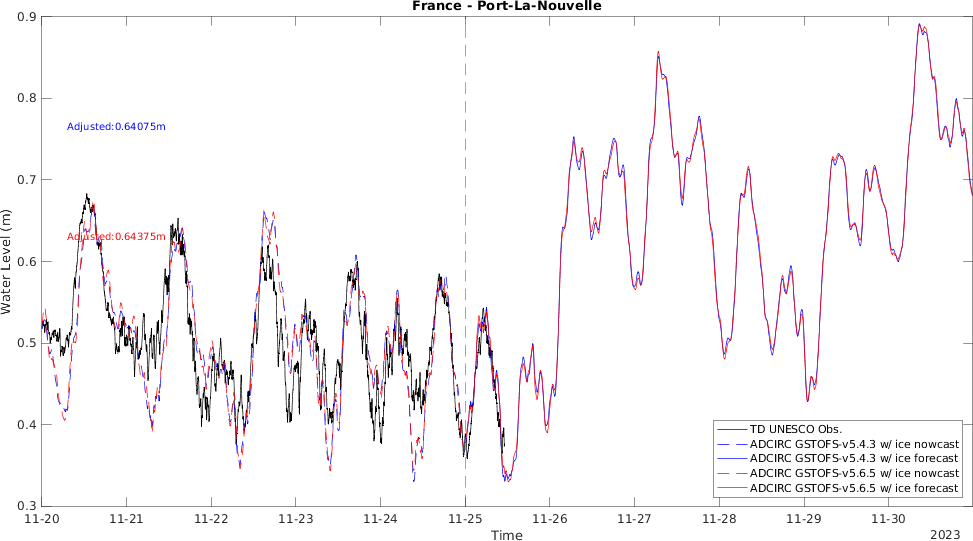 France - Port-La-Nouvelle
Water Level (m)
0.9
0.8
0.7
0.6
0.5
0.4
0.3
Adjusted:0.64075m
Adjusted:0.64375m
TD UNESCO Obs.
ADCIRC GSTOFS-v5.4.3 w/ ice nowcast
ADCIRC GSTOFS-v5.4.3 w/ ice forecast
ADCIRC GSTOFS-v5.6.5 w/ ice nowcast
ADCIRC GSTOFS-v5.6.5 w/ ice forecast
11-20 11-21 11-22 11-23 11-24 11-25 11-26 11-27 11-28 11-29 11-30
Time
2023